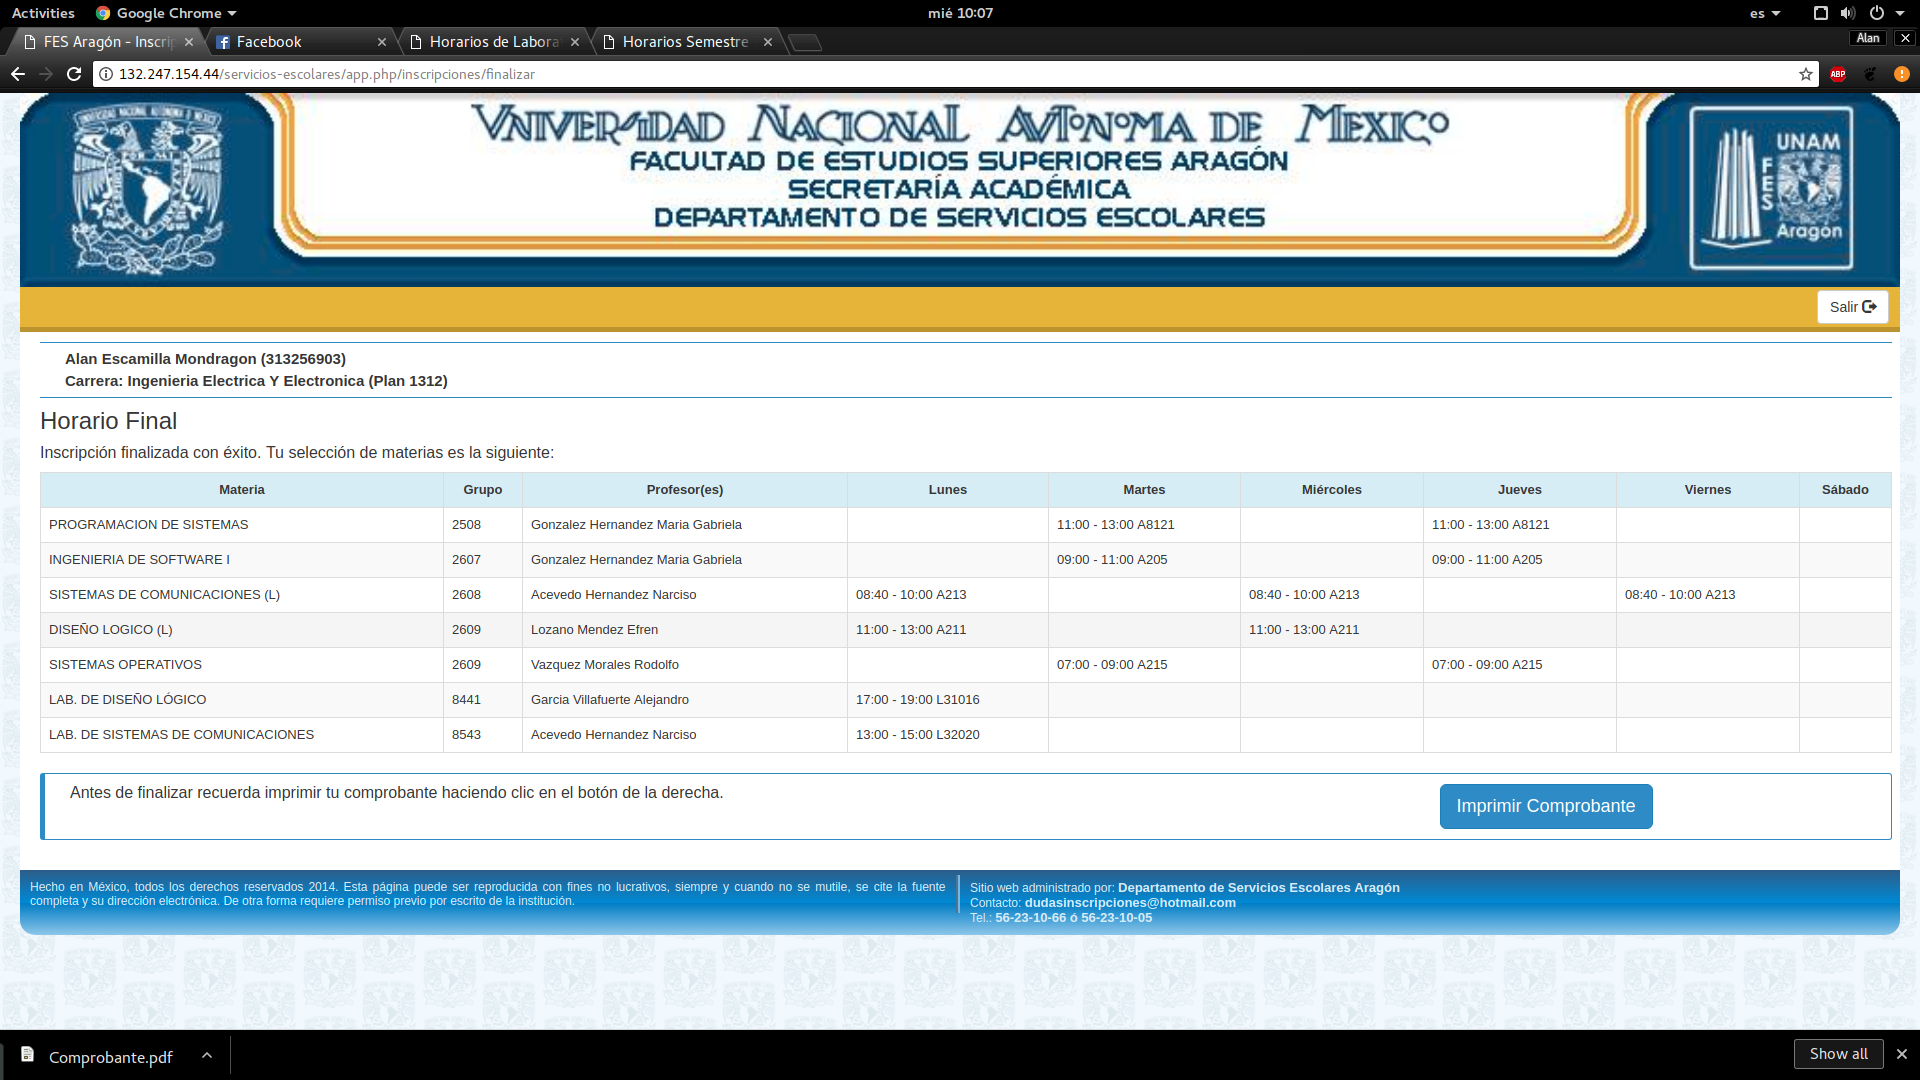 Activities Google Chrome mié 10:07 es
FES Aragón - Inscrip Facebook Horarios de Labora Horarios Semestre Alan
132.247.154.44/servicios-escolares/app.php/inscripciones/finalizar ABP
VNIVERSIDAD NACIONAL AVTONOMA DE MEXICO
FACULTAD DE ESTUDIOS SUPERIORES ARAGÓN
SECRETARÍA ACADÉMICA
DEPARTAMENTO DE SERVICIOS ESCOLARES
UNAM
FES
Aragón
Salir
Alan Escamilla Mondragon (313256903)
Carrera: Ingenieria Electrica Y Electronica (Plan 1312)
Horario Final
Inscripción finalizada con éxito. Tu selección de materias es la siguiente:
Materia Grupo Profesor(es) Lunes Martes Miércoles Jueves Viernes Sábado
PROGRAMACION DE SISTEMAS 2508 Gonzalez Hernandez Maria Gabriela 11:00 - 13:00 A8121 11:00 - 13:00 A8121
INGENIERIA DE SOFTWARE I 2607 Gonzalez Hernandez Maria Gabriela 09:00 - 11:00 A205 09:00 - 11:00 A205
SISTEMAS DE COMUNICACIONES (L) 2608 Acevedo Hernandez Narciso 08:40 - 10:00 A213 08:40 - 10:00 A213 08:40 - 10:00 A213
DISEÑO LOGICO (L) 2609 Lozano Mendez Efren 11:00 - 13:00 A211 11:00 - 13:00 A211
SISTEMAS OPERATIVOS 2609 Vazquez Morales Rodolfo 07:00 - 09:00 A215 07:00 - 09:00 A215
LAB. DE DISEÑO LÓGICO 8441 Garcia Villafuerte Alejandro 17:00 - 19:00 L31016
LAB. DE SISTEMAS DE COMUNICACIONES 8543 Acevedo Hernandez Narciso 13:00 - 15:00 L32020
Antes de finalizar recuerda imprimir tu comprobante haciendo clic en el botón de la derecha.
Imprimir Comprobante
Hecho en México, todos los derechos reservados 2014. Esta página puede ser reproducida con fines no lucrativos, siempre y cuando no se mutile, se cite la fuente
completa y su dirección electrónica. De otra forma requiere permiso previo por escrito de la institución.
Sitio web administrado por: Departamento de Servicios Escolares Aragón
Contacto: dudasinscripciones@hotmail.com
Tel.: 56-23-10-66 ó 56-23-10-05
Comprobante.pdf Show all